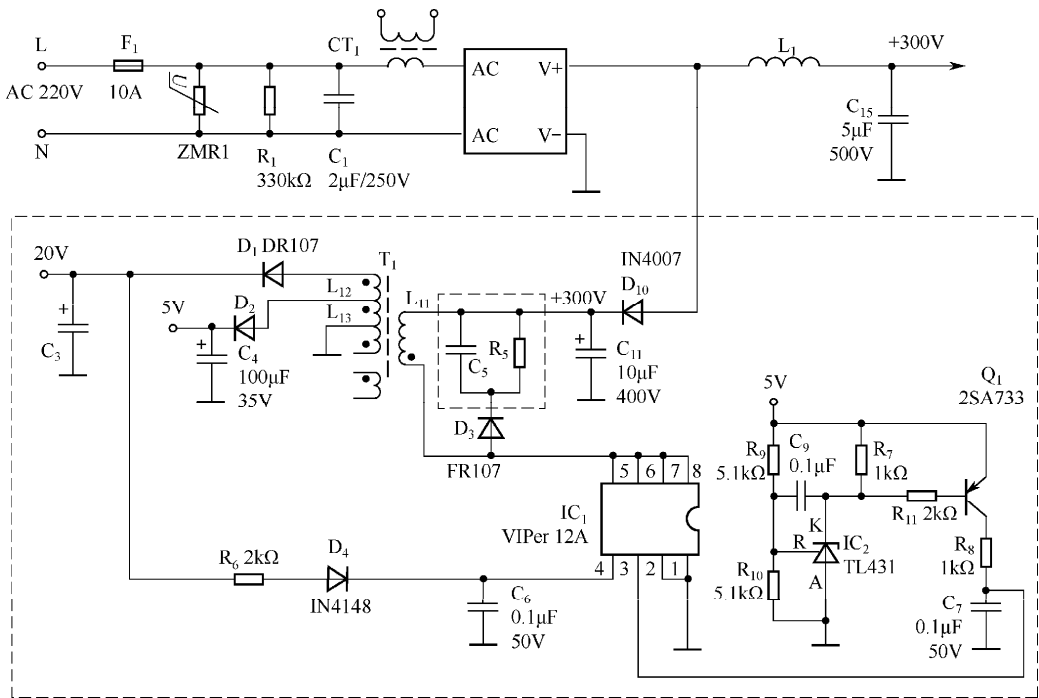 L
F₁
CT₁
L₁
+300V
AC 220V
10A
AC
V+
AC
V−
N
ZMR1
R₁
330kΩ
C₁
2μF/250V
C₁₅
5μF
500V
20V
D₁ DR107
T₁
IN4007
D₁₀
L₁₂
L₁₁
+300V
5V
D₂
L₁₃
+
C₃
+
C₄
100μF
35V
C₅
R₅
+
C₁₁
10μF
400V
D₃
FR107
5V
Q₁
2SA733
R₉
5.1kΩ
C₉
0.1μF
R₇
1kΩ
5
6
7
8
IC₁
VIPer 12A
R₁₁ 2kΩ
K
R
IC₂
TL431
A
R₈
1kΩ
R₁₀
5.1kΩ
4
3
2
1
R₆ 2kΩ
D₄
IN4148
C₆
0.1μF
50V
C₇
0.1μF
50V